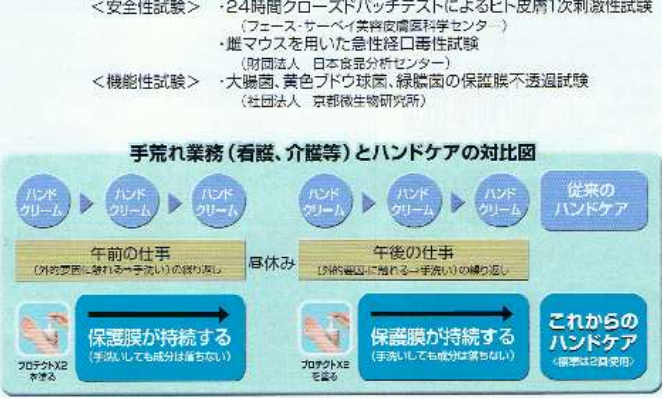 <安全性試験> ・24時間クローズドパッチテストによるヒト皮膚1次刺激性試験
(フェース・サーベイ美容皮膚医科学センター)
・雌マウスを用いた急性経口毒性試験
(財団法人 日本食品分析センター)
<機能性試験> ・大腸菌、黄色ブドウ球菌、緑膿菌の保護膜不透過試験
(社団法人 京都微生物研究所)
手荒れ業務(看護、介護等)とハンドケアの対比図
ハンドクリーム ハンドクリーム ハンドクリーム ハンドクリーム ハンドクリーム ハンドクリーム 従来のハンドケア
午前の仕事 昼休み 午後の仕事
(外的要因に触れる→手洗い)の繰り返し (外的要因に触れる→手洗い)の繰り返し
保護膜が持続する 保護膜が持続する これからのハンドケア
(手洗いしても成分は落ちない) (手洗いしても成分は落ちない) <標準は2回使用>
プロテクトX2 プロテクトX2
を塗る を塗る